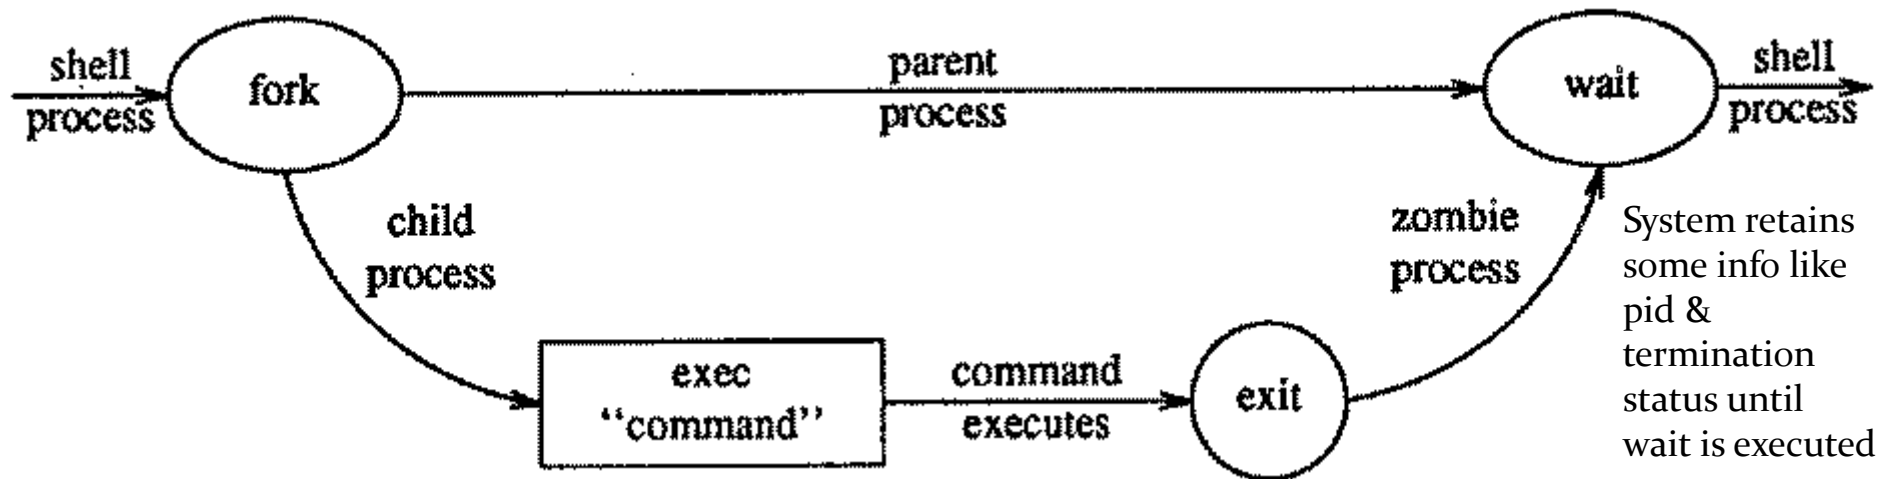 shell
process
fork
parent
process
wait
shell
process
child
process
zombie
process
System retains
some info like
pid &
termination
status until
wait is executed
exec
“command”
command
executes
exit